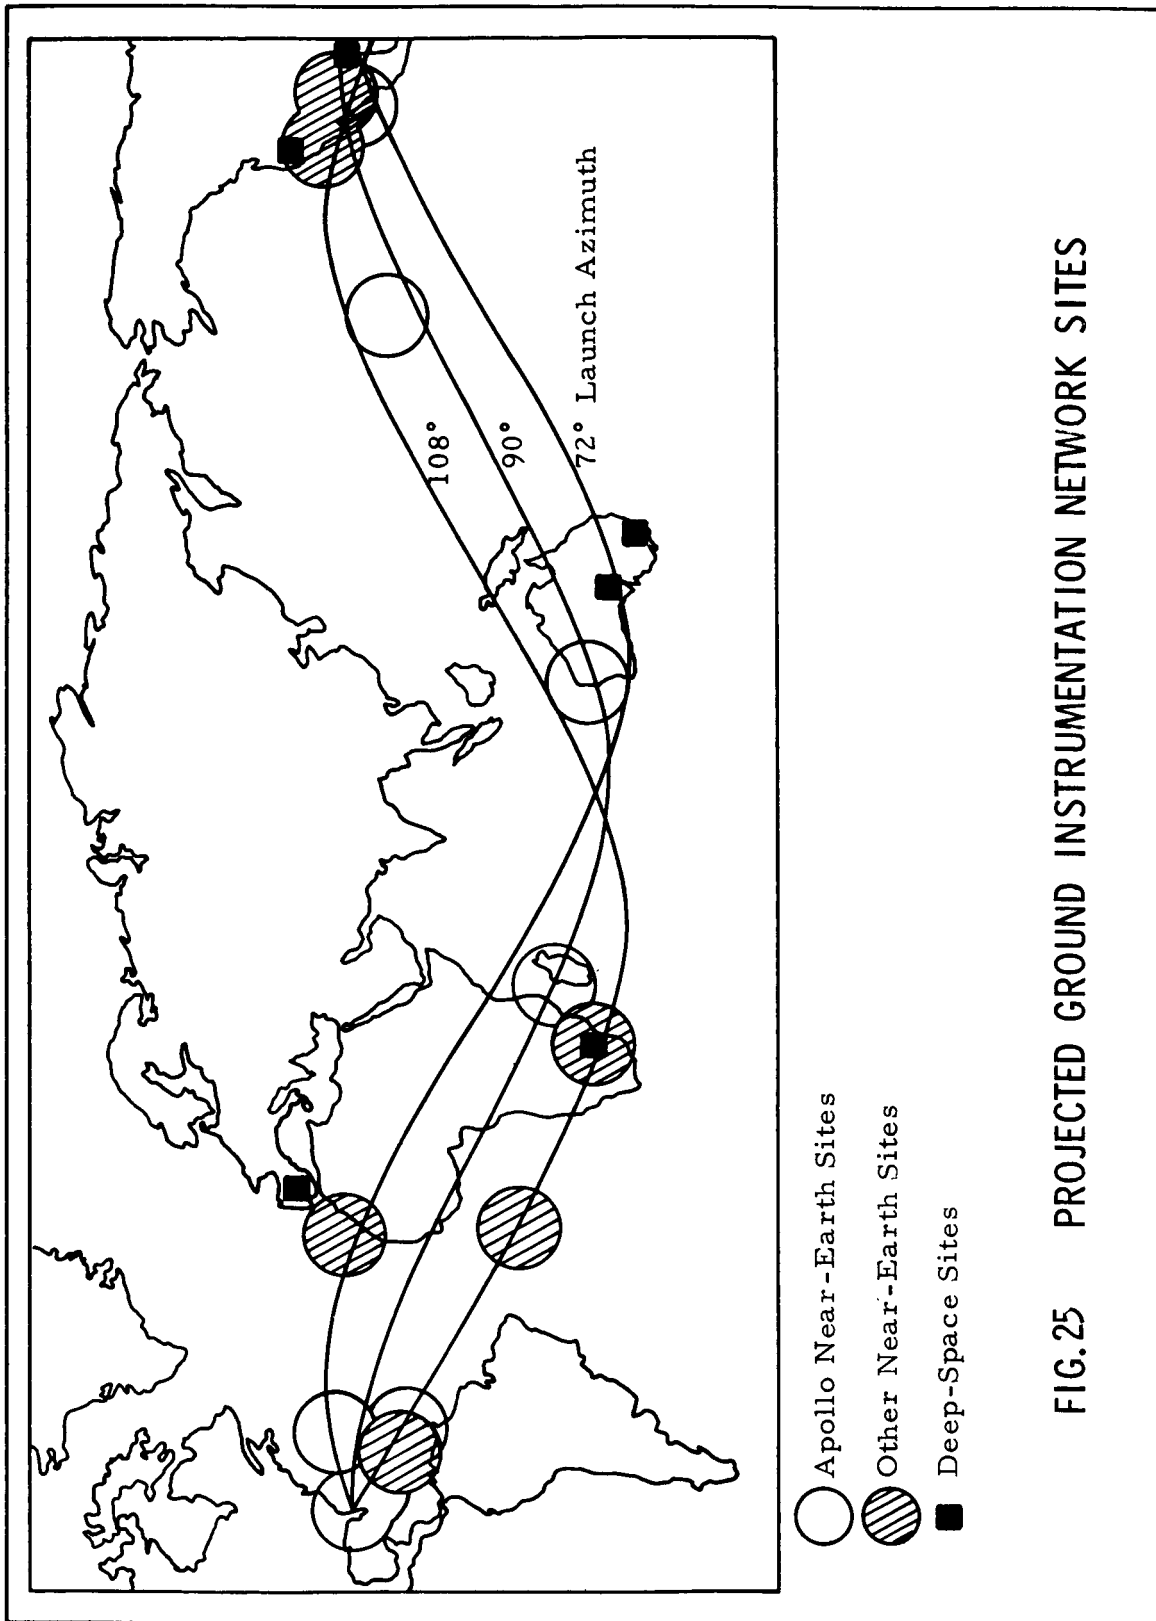 108°
90°
72° Launch Azimuth
Apollo Near-Earth Sites
Other Near-Earth Sites
Deep-Space Sites
FIG. 25 PROJECTED GROUND INSTRUMENTATION NETWORK SITES